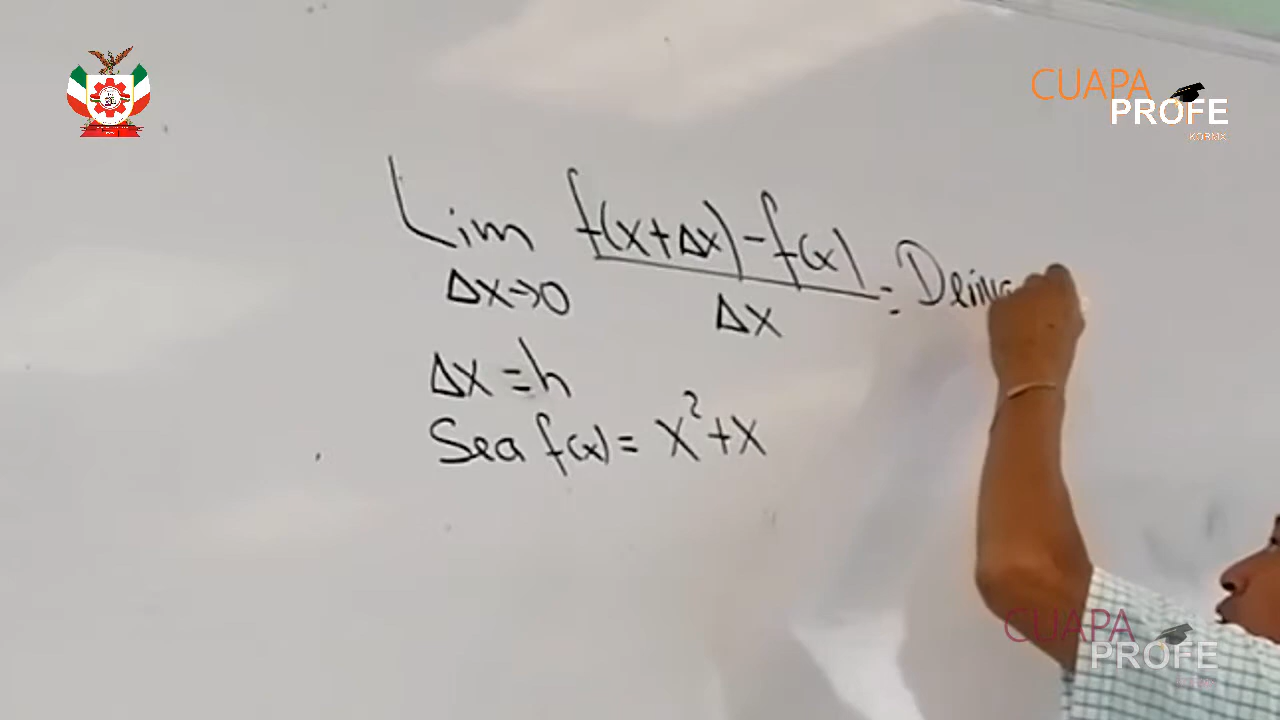 CUAPA
PROFE
Lim f(x+Δx)-f(x) = Deriva
Δx→0 Δx
Δx=h
Sea f(x)= x²+x
CUAPA
PROFE